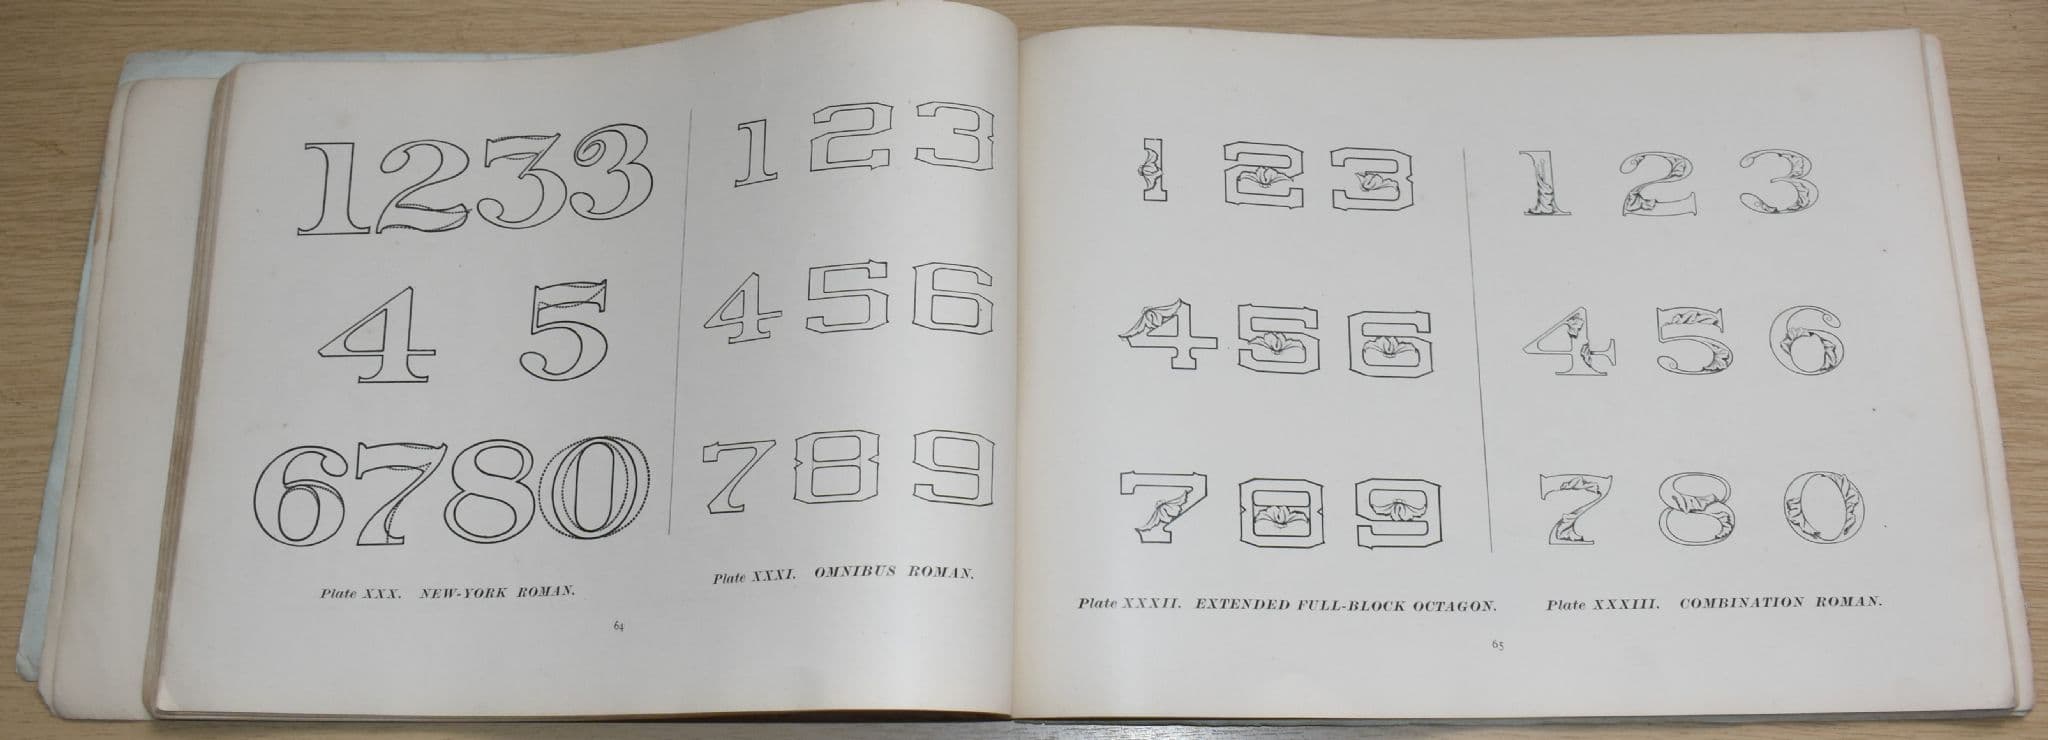 1233
4 5
6780
Plate XXX. NEW-YORK ROMAN.
1 2 3
4 5 6
7 8 9
Plate XXXI. OMNIBUS ROMAN.
64
1 2 3
4 5 6
7 8 9
Plate XXXII. EXTENDED FULL-BLOCK OCTAGON.
1 2 3
4 5 6
7 8 0
Plate XXXIII. COMBINATION ROMAN.
65